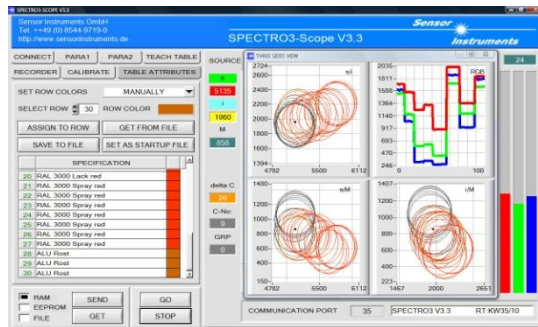 SPECTRO3-SCOPE V3.3
Sensor Instruments GmbH
Tel. ++49 (0) 8544-9719-0
http://www.sensorinstruments.de
SPECTRO3-Scope V3.3
Sensor
Instruments
CONNECT PARA1 PARA2 TEACH TABLE
RECORDER CALIBRATE TABLE ATTRIBUTES
SET ROW COLORS MANUALLY
SELECT ROW 30 ROW COLOR
ASSIGN TO ROW GET FROM FILE
SAVE TO FILE SET AS STARTUP FILE
SPECIFICATION
20 RAL 3000 Lack red
21 RAL 3000 Spray red
22 RAL 3000 Spray red
23 RAL 3000 Spray red
24 RAL 3000 Spray red
25 RAL 3000 Spray red
26 RAL 3000 Spray red
27 RAL 3000 Spray red
28 ALU Rost
29 ALU Rost
30 ALU Rost
RAM
EEPROM
FILE
SEND GO
GET STOP
SOURCE
s
5135
i
1960
M
858
delta C
26
C-No:
9
GRP
0
THREE SIDED VIEW
s/i
2724
2600
2400
2200
2000
1800
1600
1394
4782 5500 6112
RGB
2035
1811
1588
1364
1140
917
693
470
246
0 100
s/M
1407
1200
1000
800
600
400
150
4782 5500 6112
i/M
1480
1200
1000
800
600
400
223
1467 2000 2651
24
COMMUNICATION PORT 35 SPECTRO3 V3.3 RT:KW35/10